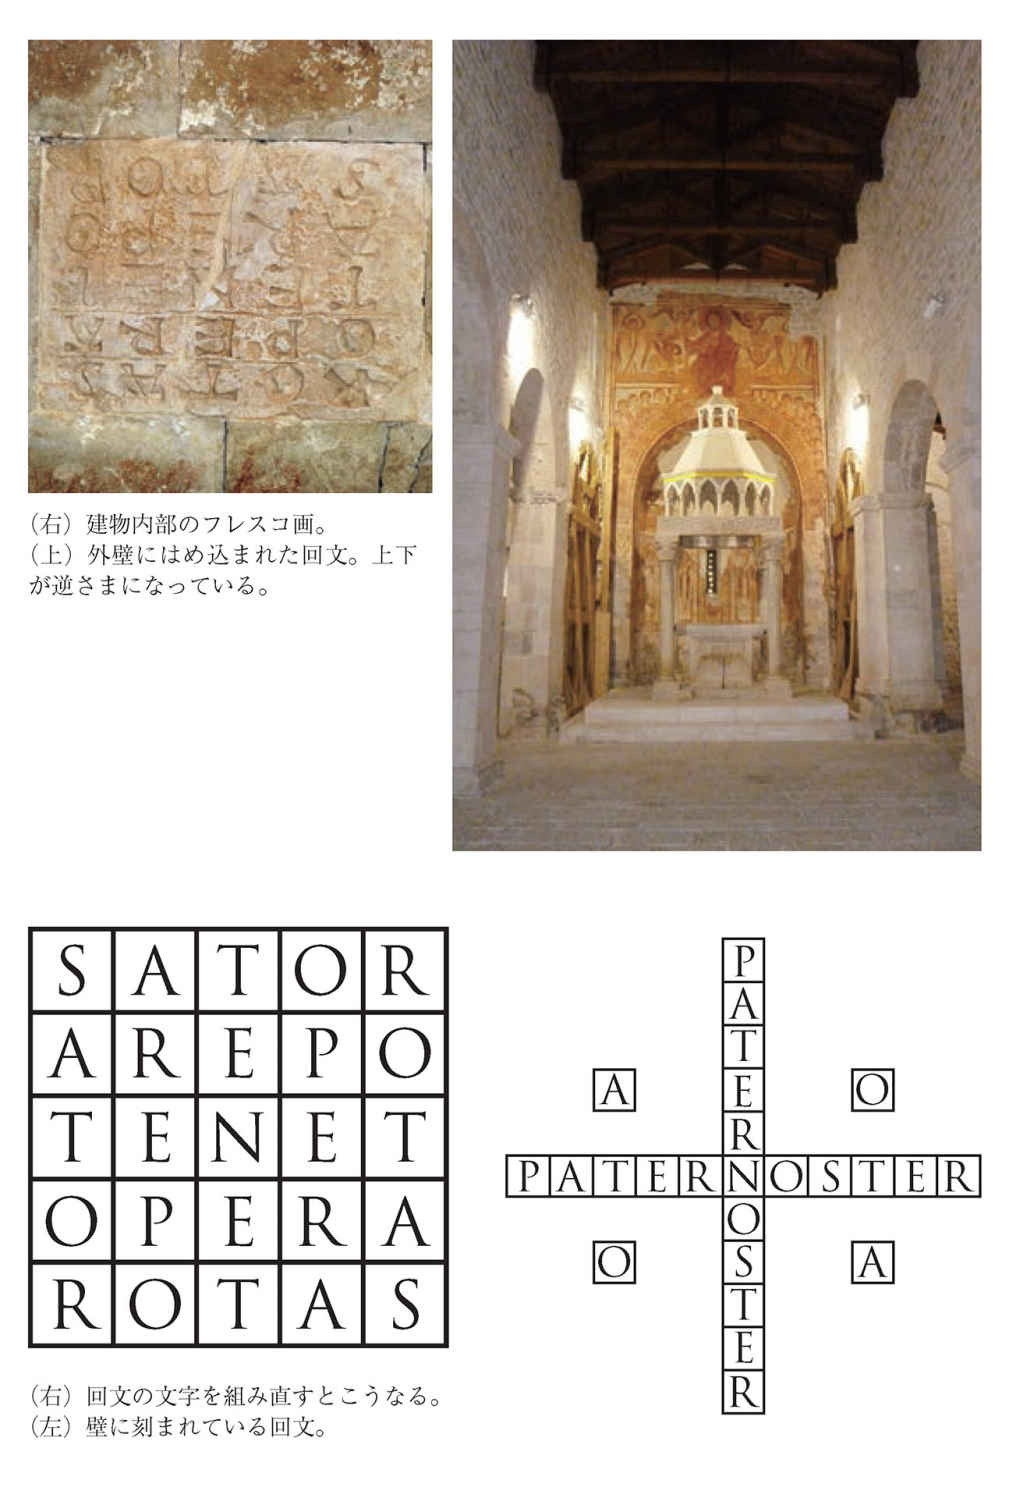 （右）建物内部のフレスコ画。
（上）外壁にはめ込まれた回文。上下
が逆さまになっている。
S A T O R
A R E P O
T E N E T
O P E R A
R O T A S
P
A
T
E
A O
R
P A T E R N O S T E R
O
O A
S
T
E
R
（右）回文の文字を組み直すとこうなる。
（左）壁に刻まれている回文。